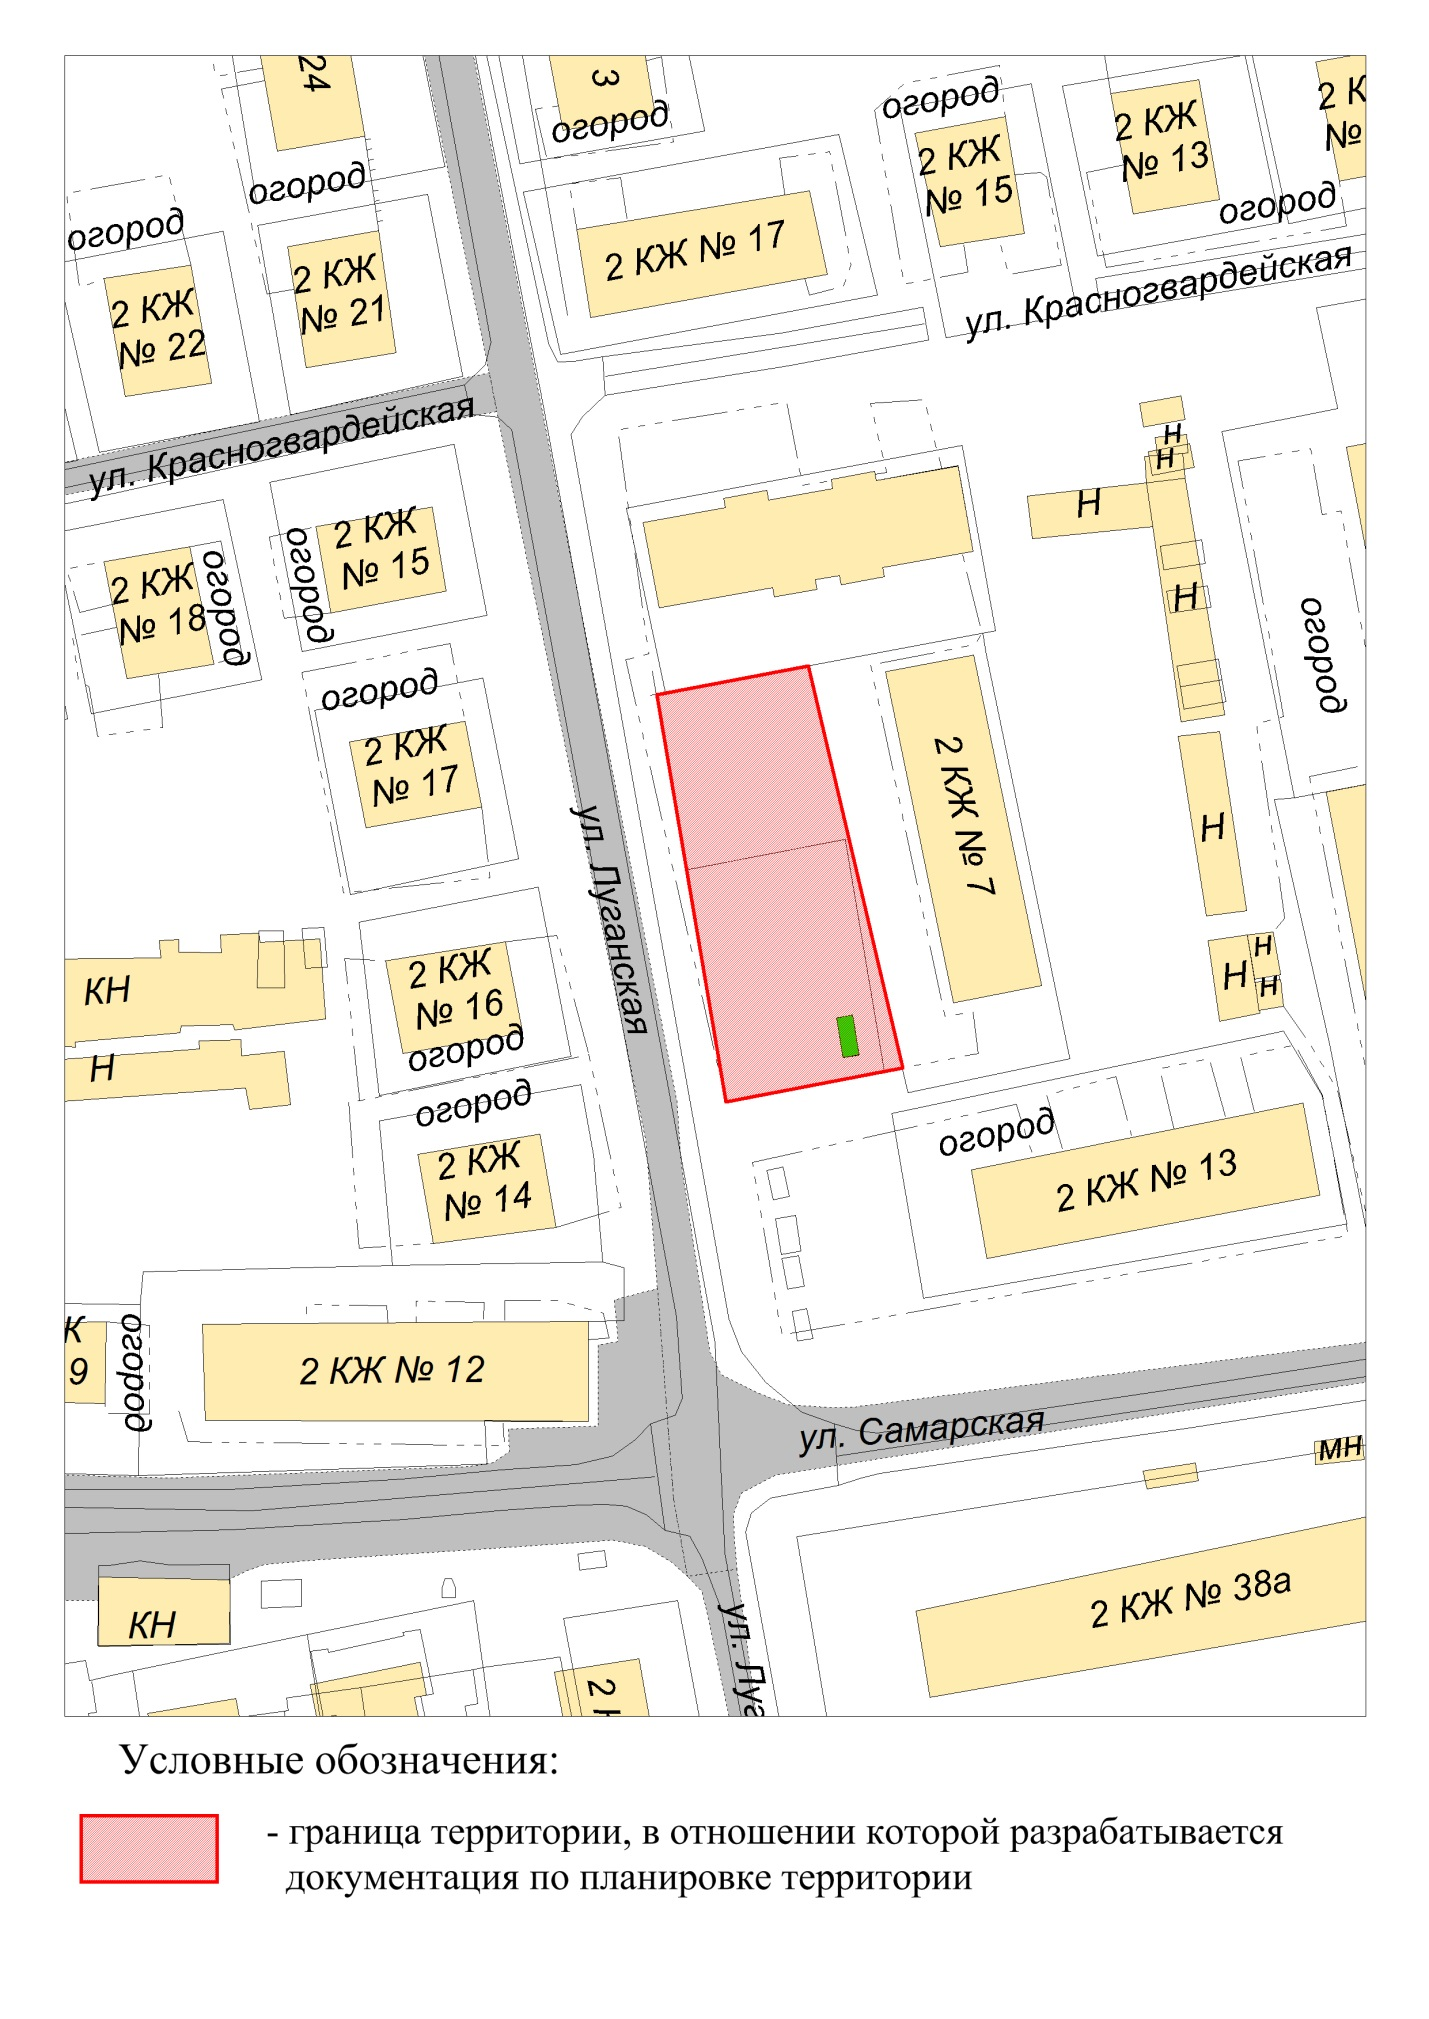 24
3
огород
огород
2 КЖ
№ 13
2 К
№
2 КЖ
№ 15
огород
огород
огород
огород
2 КЖ № 17
2 КЖ
№ 22
2 КЖ
№ 21
ул. Красногвардейская
ул. Красногвардейская
2 КЖ
№ 18
огород
огород
2 КЖ
№ 15
Н
Н
Н
Н
огород
огород
2 КЖ
№ 17
ул. Луганская
2 КЖ № 7
Н
КН
Н
2 КЖ
№ 16
огород
Н
Н
Н
огород
2 КЖ
№ 14
огород
2 КЖ № 13
К
9
огород
2 КЖ № 12
ул. Самарская
мн
КН
2 КЖ № 38а
ул. Луг
2 К
Условные обозначения:
- граница территории, в отношении которой разрабатывается
документация по планировке территории